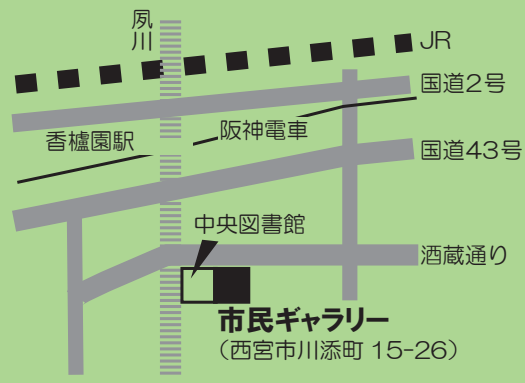 夙川
JR
国道2号
香櫨園駅
阪神電車
国道43号
中央図書館
酒蔵通り
市民ギャラリー
（西宮市川添町 15-26）